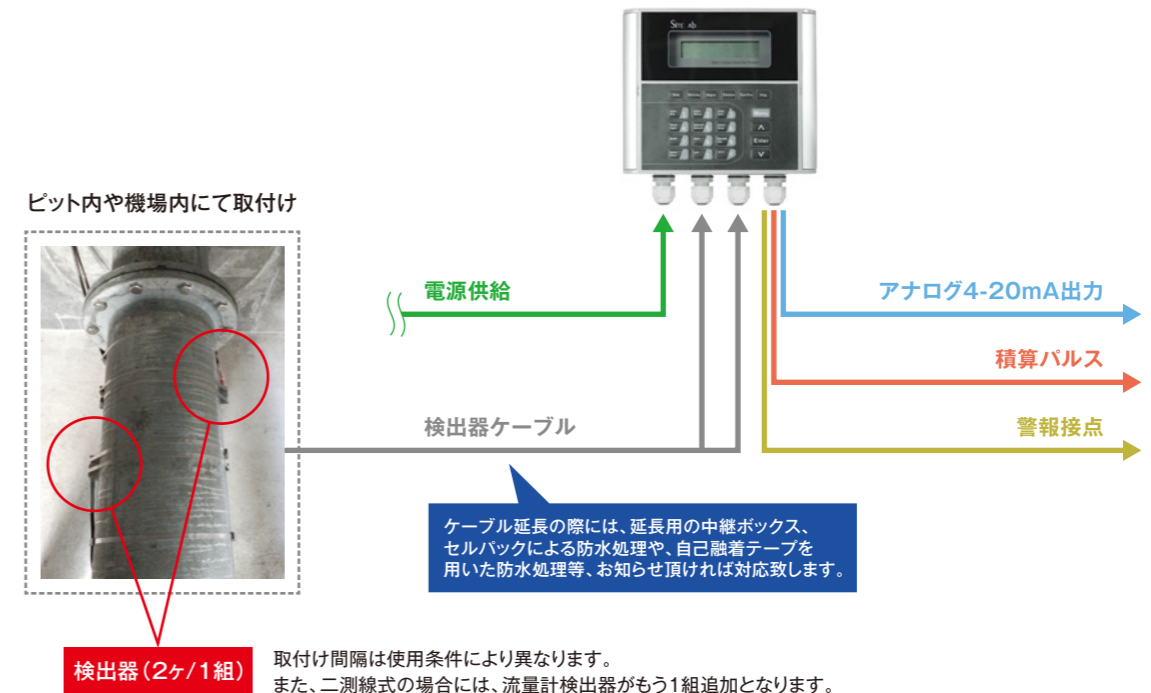 ピット内や機場内にて取付け
電源供給
アナログ4-20mA出力
積算パルス
検出器ケーブル
警報接点
ケーブル延長の際には、延長用の中継ボックス、
セルパックによる防水処理や、自己融着テープを
用いた防水処理等、お知らせ頂ければ対応致します。
検出器（2ヶ/1組）
取付け間隔は使用条件により異なります。
また、二測線式の場合には、流量計検出器がもう1組追加となります。
Menu
Enter